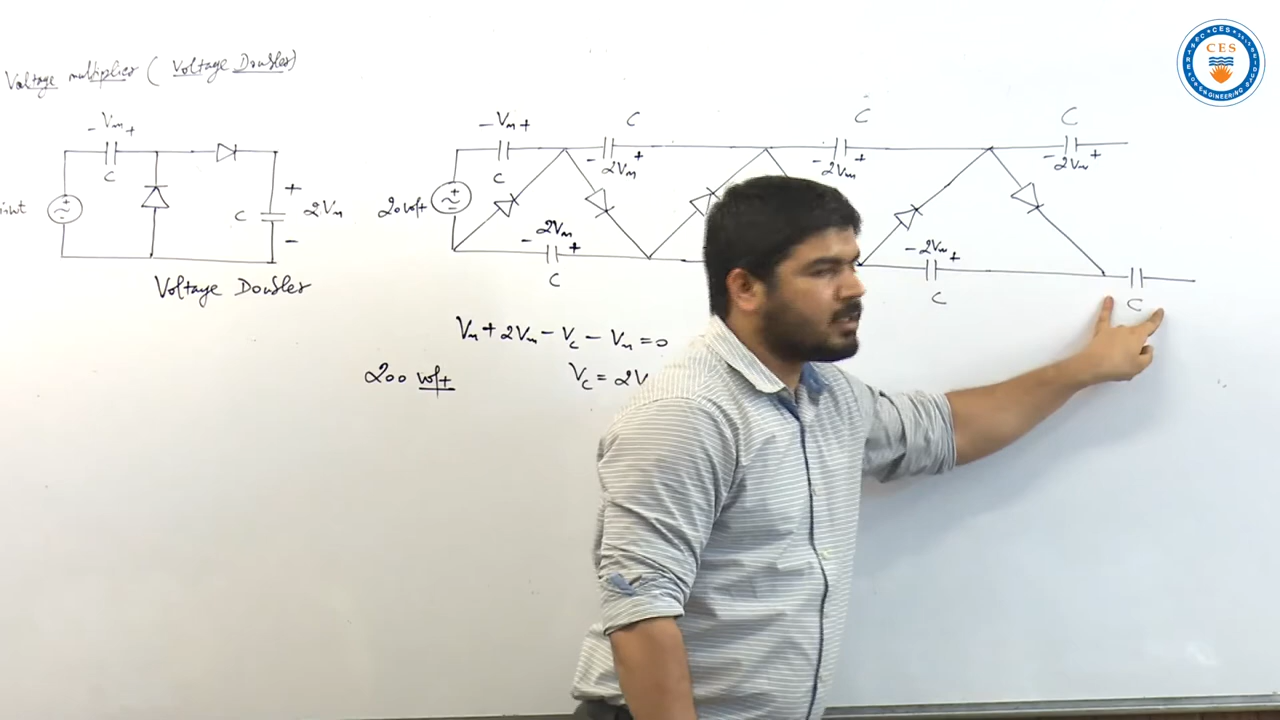 Voltage multiplier ( Voltage Doubler)
- Vm +
C
C
+
2Vm
-
Voltage Doubler
20 volt
- Vm +
C
C
- 2Vm +
- 2Vm +
C
C
- 2Vm +
- 2Vm +
C
C
- 2Vm +
C
Vm + 2Vm - Vc - Vm = 0
200 volt
Vc = 2V
CES